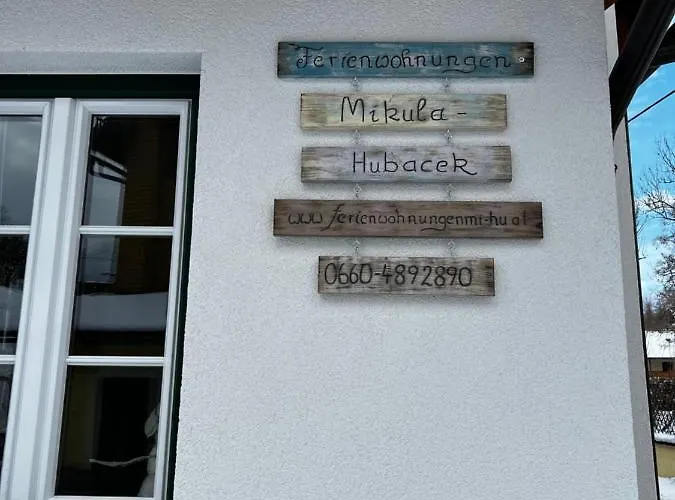 Ferienwohnungen
Mikula -
Hubacek
www.ferienwohnungenmi-hu.at
0660-4892890